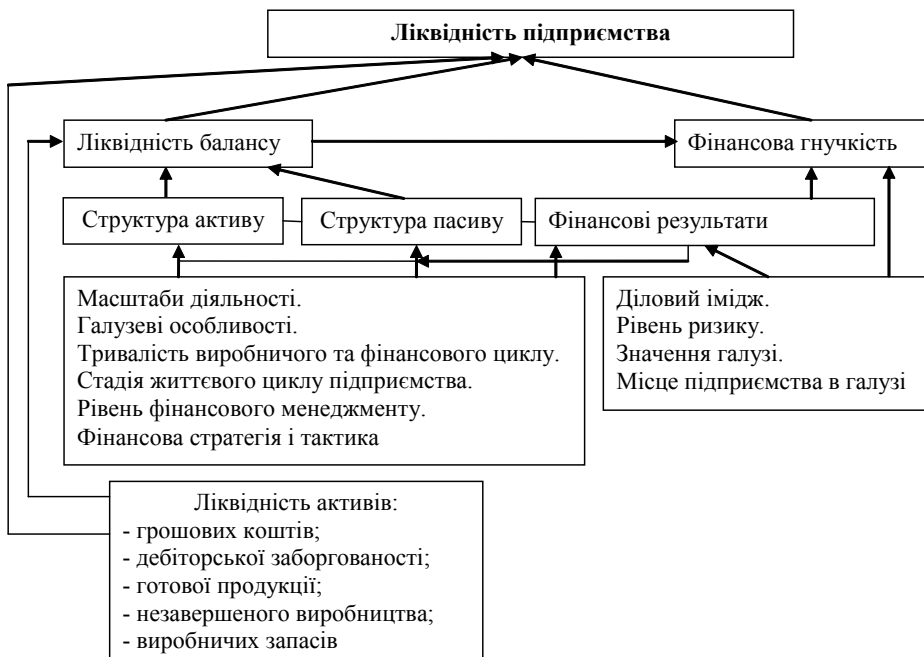 Ліквідність підприємства
Ліквідність балансу
Фінансова гнучкість
Структура активу
Структура пасиву
Фінансові результати
Масштаби діяльності.
Галузеві особливості.
Тривалість виробничого та фінансового циклу.
Стадія життєвого циклу підприємства.
Рівень фінансового менеджменту.
Фінансова стратегія і тактика
Діловий імідж.
Рівень ризику.
Значення галузі.
Місце підприємства в галузі
Ліквідність активів:
- грошових коштів;
- дебіторської заборгованості;
- готової продукції;
- незавершеного виробництва;
- виробничих запасів